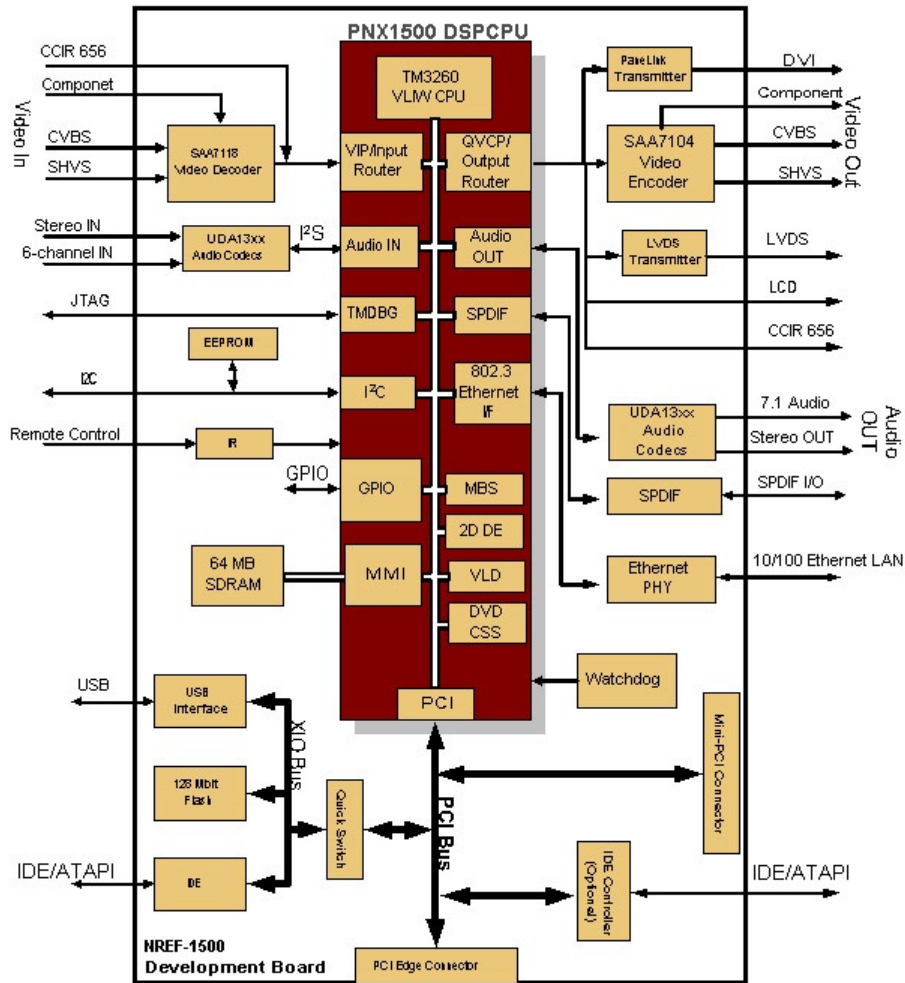 PNX1500 DSPCPU
CCIR 656
Componet
Video In
CVBS
SHVS
SAA7118
Video Decoder
TM3260
VLIW CPU
VIP/Input
Router
QVCP/
Output
Router
PaneLink
Transmitter
DVI
Component
SAA7104
Video
Encoder
CVBS
SHVS
Video Out
Stereo IN
6-channel IN
UDA13xx
Audio Codecs
I²S
Audio IN
Audio
OUT
LVDS
Transmitter
LVDS
LCD
CCIR 656
JTAG
TMDBG
SPDIF
EEPROM
I2C
I²C
802.3
Ethernet
I/F
Remote Control
IR
UDA13xx
Audio
Codecs
7.1 Audio
Stereo OUT
Audio
OUT
GPIO
GPIO
MBS
SPDIF
SPDIF I/O
2D DE
64 MB
SDRAM
MMI
VLD
Ethernet
PHY
10/100 Ethernet LAN
DVD
CSS
Watchdog
USB
USB
Interface
PCI
XIO Bus
128 Mbit
Flash
Quick Switch
PCI Bus
Mini-PCI Connector
IDE/ATAPI
IDE
IDE Controller
(Optional)
IDE/ATAPI
NREF-1500
Development Board
PCI Edge Connector